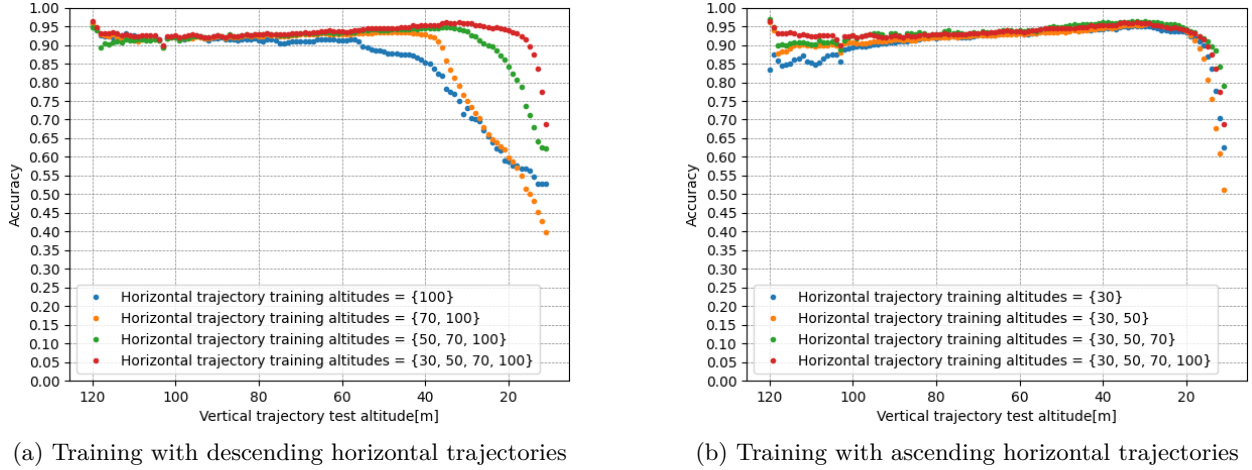 1.00
0.95
0.90
0.85
0.80
0.75
0.70
0.65
0.60
0.55
0.50
0.45
0.40
0.35
0.30
0.25
0.20
0.15
0.10
0.05
0.00
Accuracy
Horizontal trajectory training altitudes = {100}
Horizontal trajectory training altitudes = {70, 100}
Horizontal trajectory training altitudes = {50, 70, 100}
Horizontal trajectory training altitudes = {30, 50, 70, 100}
120 100 80 60 40 20
Vertical trajectory test altitude[m]
(a) Training with descending horizontal trajectories
1.00
0.95
0.90
0.85
0.80
0.75
0.70
0.65
0.60
0.55
0.50
0.45
0.40
0.35
0.30
0.25
0.20
0.15
0.10
0.05
0.00
Accuracy
Horizontal trajectory training altitudes = {30}
Horizontal trajectory training altitudes = {30, 50}
Horizontal trajectory training altitudes = {30, 50, 70}
Horizontal trajectory training altitudes = {30, 50, 70, 100}
120 100 80 60 40 20
Vertical trajectory test altitude[m]
(b) Training with ascending horizontal trajectories